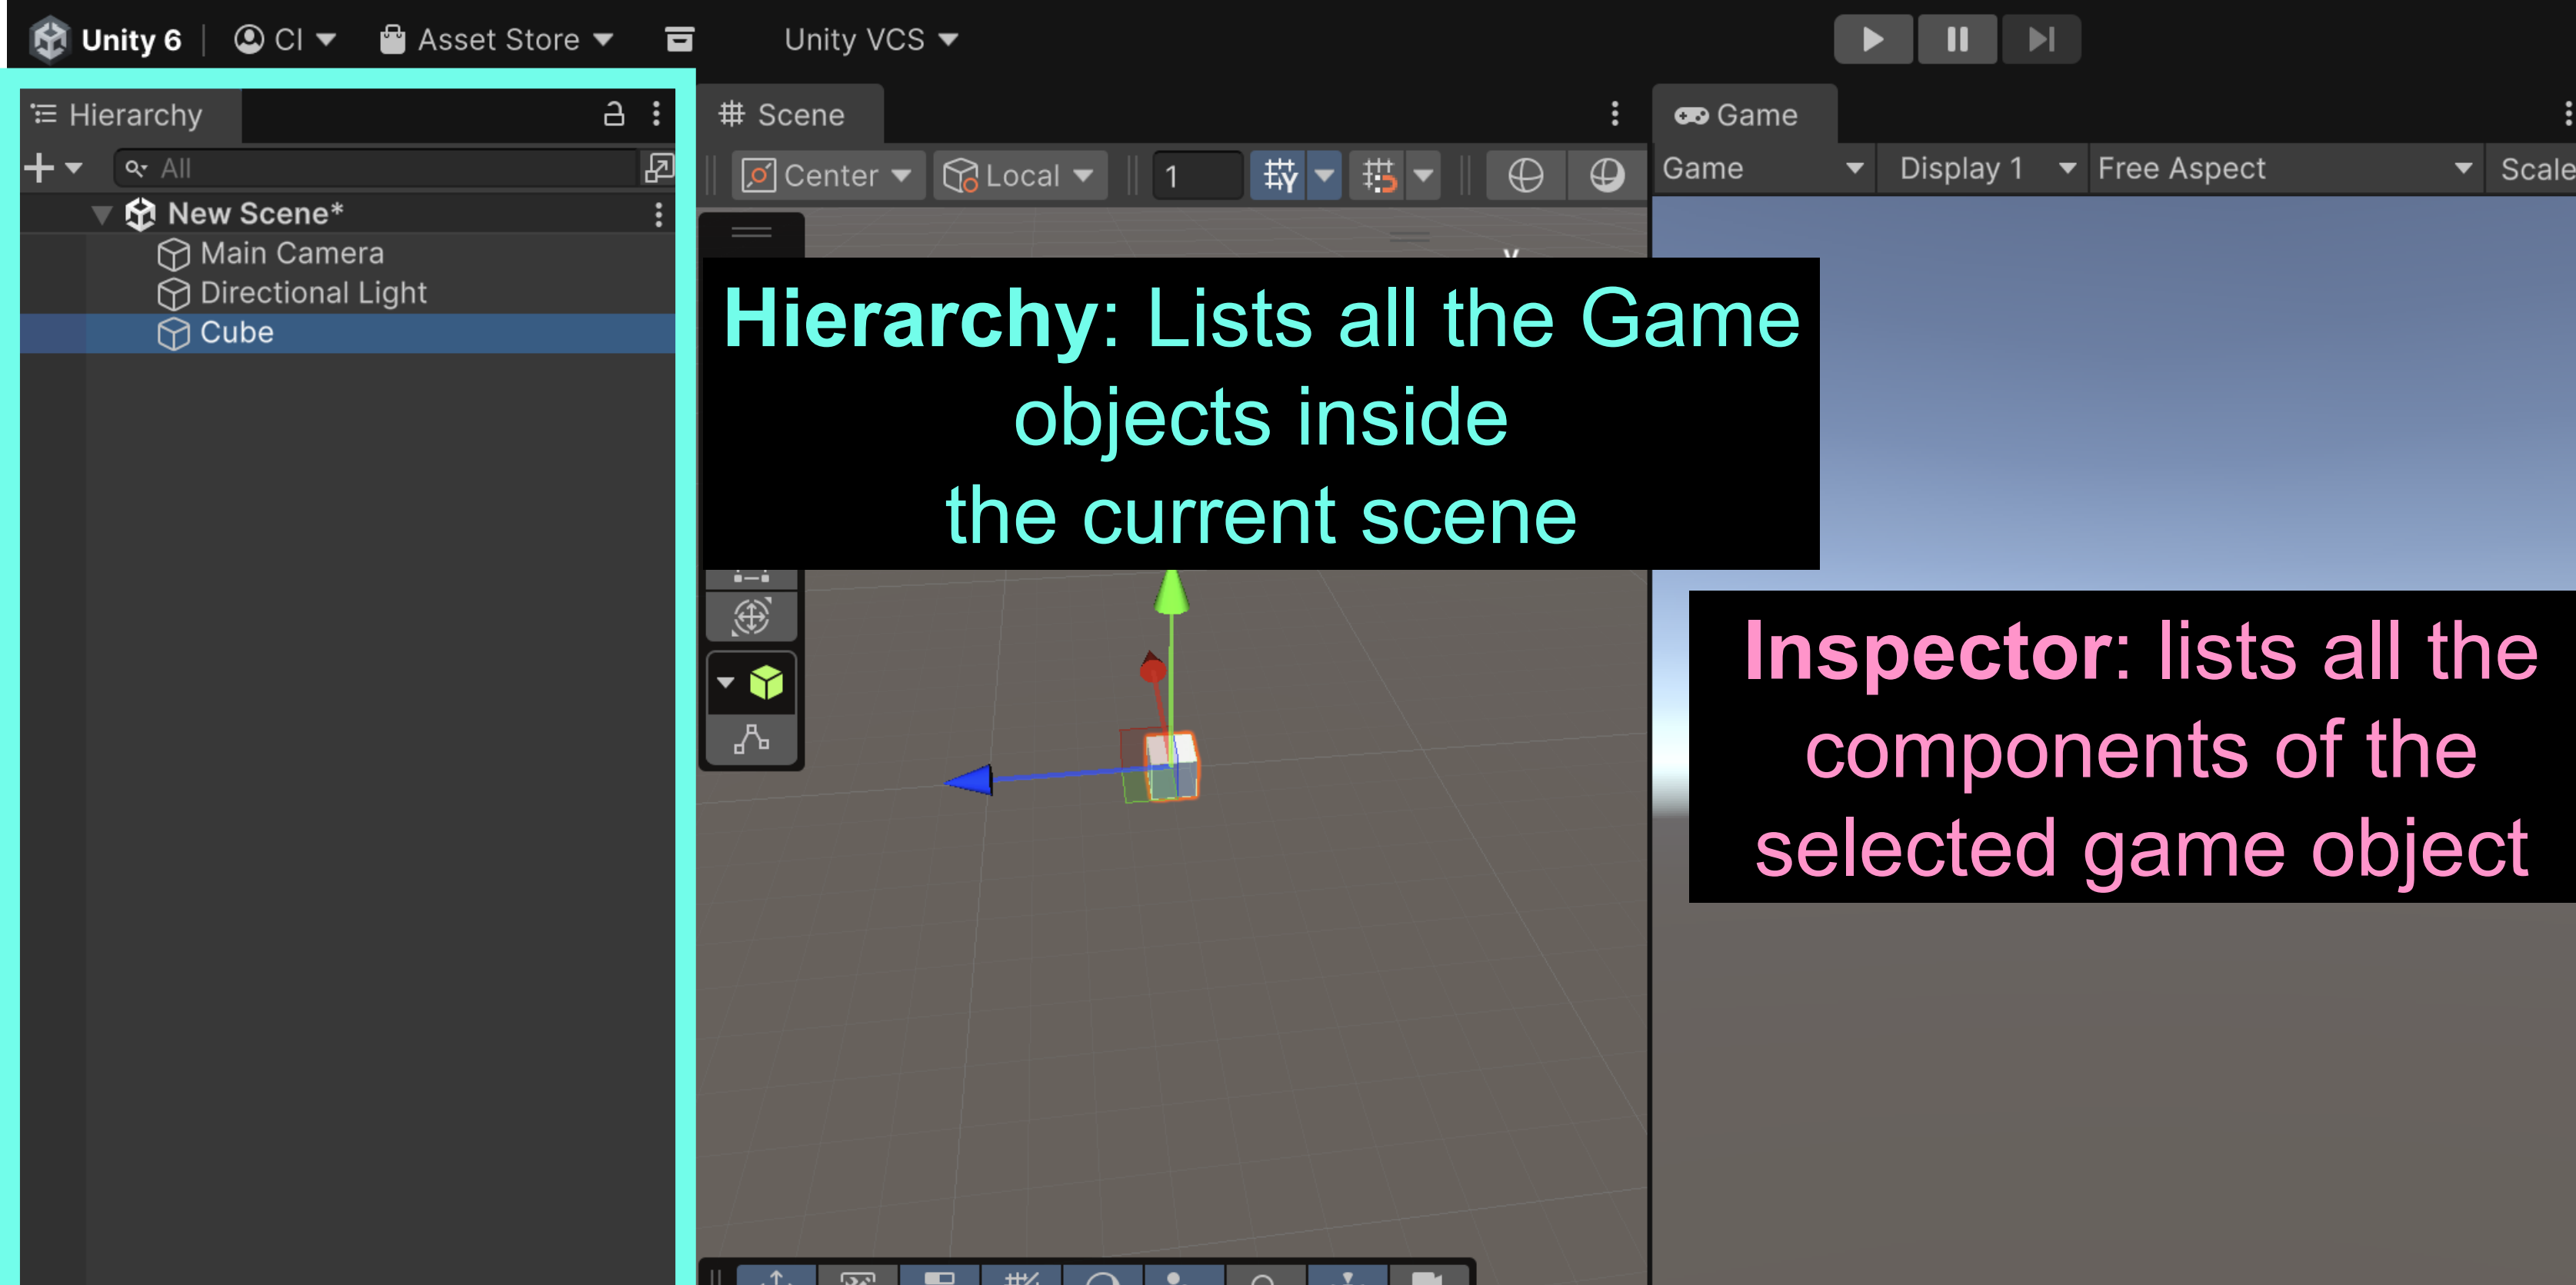 Unity 6 CI Asset Store Unity VCS
Hierarchy
All
New Scene*
Main Camera
Directional Light
Cube
Scene
Center Local 1
Game
Game Display 1 Free Aspect Scale
y
Hierarchy: Lists all the Game
objects inside
the current scene
Inspector: lists all the
components of the
selected game object